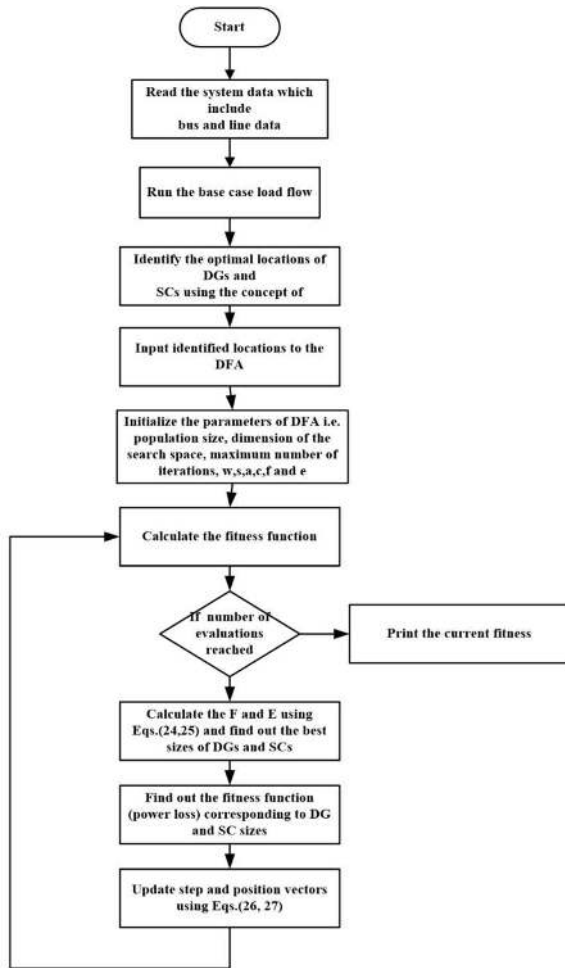 Start
Read the system data which
include
bus and line data
Run the base case load flow
Identify the optimal locations of
DGs and
SCs using the concept of
Input identified locations to the
DFA
Initialize the parameters of DFA i.e.
population size, dimension of the
search space, maximum number of
iterations, w,s,a,c,f and e
Calculate the fitness function
If number of
evaluations
reached
Print the current fitness
Calculate the F and E using
Eqs.(24,25) and find out the best
sizes of DGs and SCs
Find out the fitness function
(power loss) corresponding to DG
and SC sizes
Update step and position vectors
using Eqs.(26, 27)